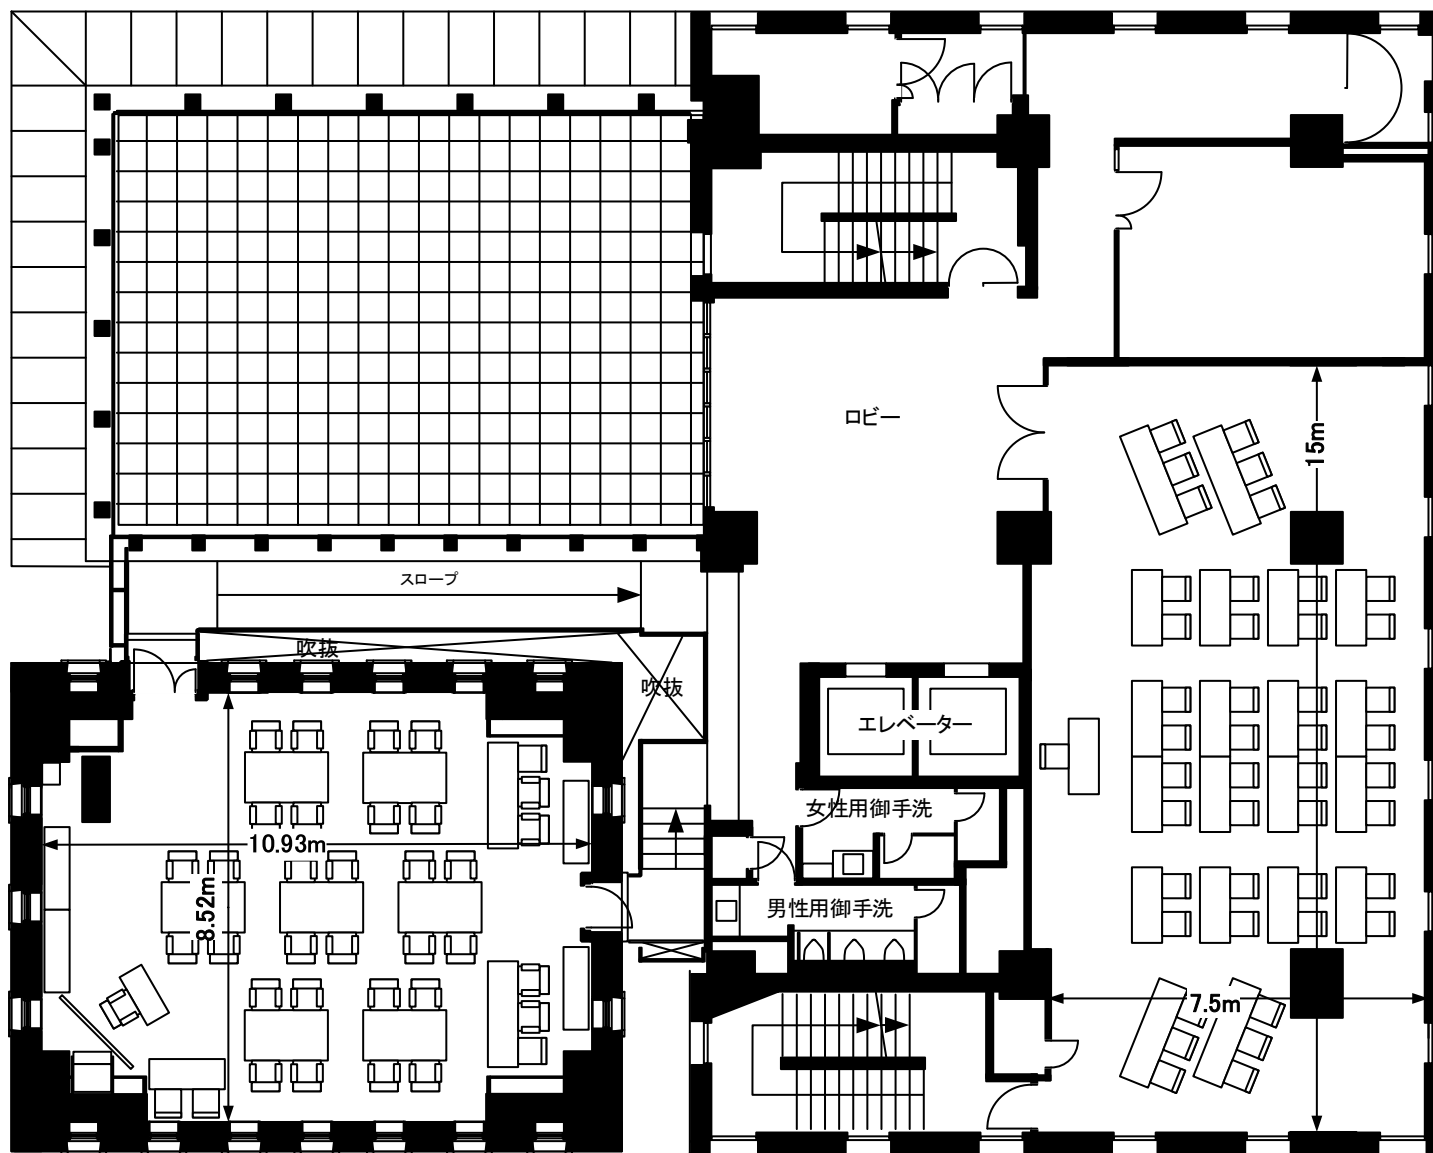 ロビー
15m
スロープ
吹抜
吹抜
エレベーター
女性用御手洗
10.93m
8.52m
男性用御手洗
7.5m